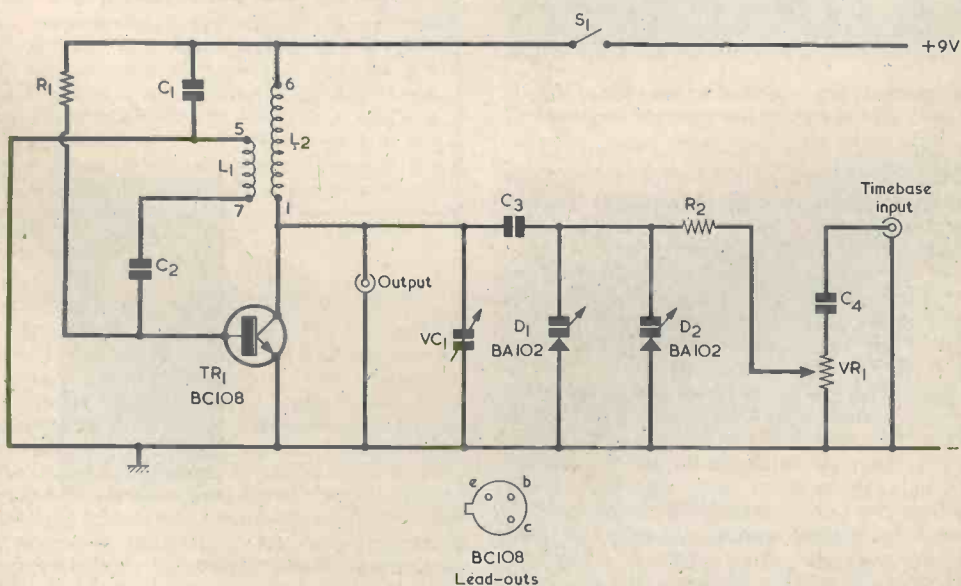 S1
+9V
R1
C1
6
5
L1
L2
7
1
C3
R2
Timebase
input
C2
Output
C4
VC1
D1
BA102
D2
BA102
VR1
TR1
BC108
−
e
b
c
BC108
Lead-outs